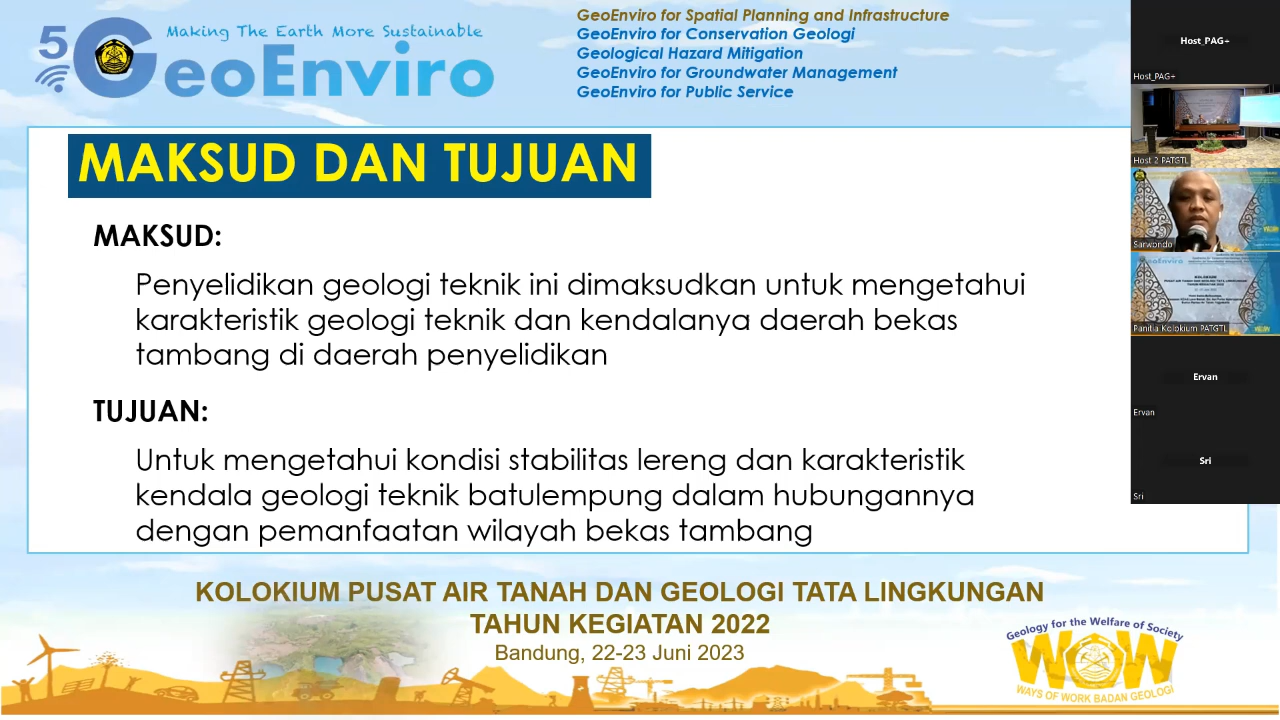 5
Making The Earth More Sustainable
GeoEnviro
GeoEnviro for Spatial Planning and Infrastructure
GeoEnviro for Conservation Geologi
Geological Hazard Mitigation
GeoEnviro for Groundwater Management
GeoEnviro for Public Service
MAKSUD DAN TUJUAN
MAKSUD:
Penyelidikan geologi teknik ini dimaksudkan untuk mengetahui
karakteristik geologi teknik dan kendalanya daerah bekas
tambang di daerah penyelidikan
TUJUAN:
Untuk mengetahui kondisi stabilitas lereng dan karakteristik
kendala geologi teknik batulempung dalam hubungannya
dengan pemanfaatan wilayah bekas tambang
KOLOKIUM PUSAT AIR TANAH DAN GEOLOGI TATA LINGKUNGAN
TAHUN KEGIATAN 2022
Bandung, 22-23 Juni 2023
Geology for the Welfare of Society
WOW
WAYS OF WORK BADAN GEOLOGI
Host_PAG+
Host_PAG+
Host 2 PATGTL
Sarwondo
GeoEnviro
KOLOKIUM
Panitia Kolokium PATGTL
Ervan
Ervan
Sri
Sri